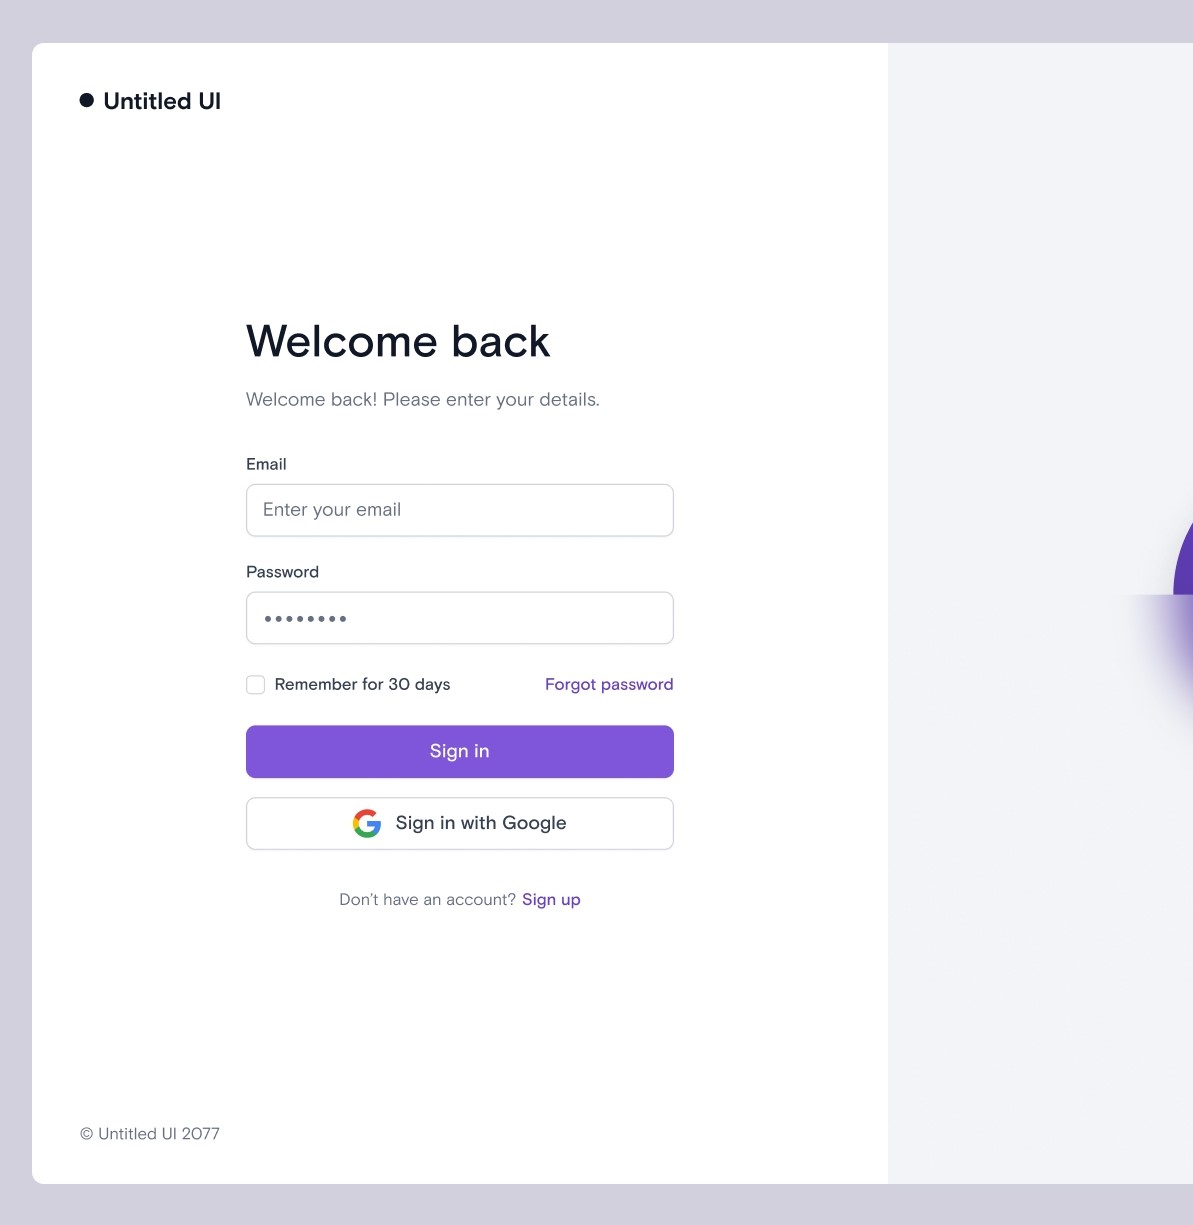 Untitled UI
Welcome back
Welcome back! Please enter your details.
Email
Enter your email
Password
••••••••
Remember for 30 days
Forgot password
Sign in
Sign in with Google
Don’t have an account? Sign up
© Untitled UI 2077